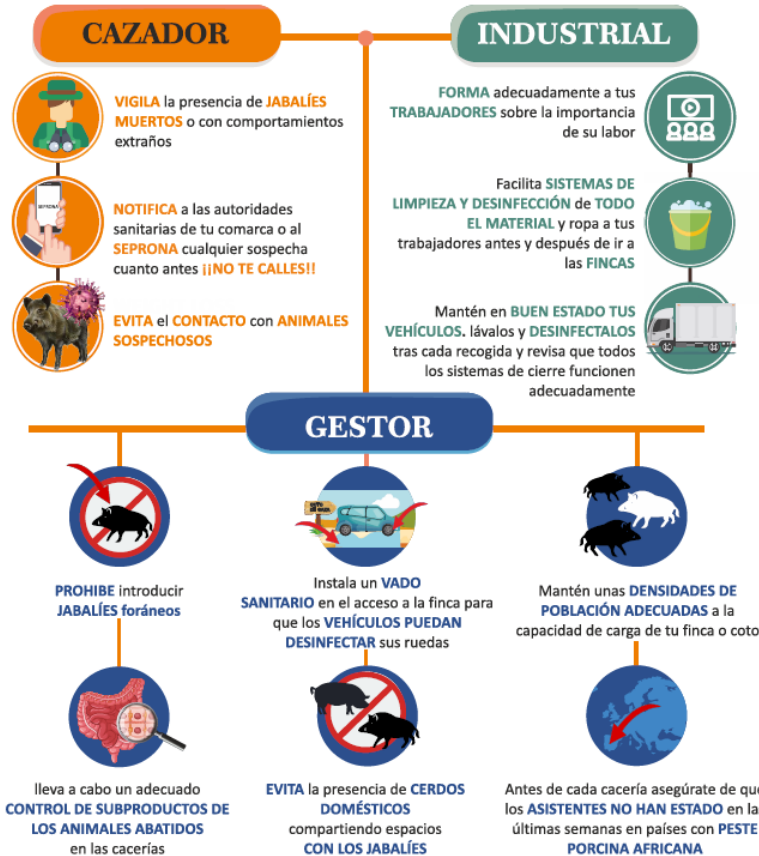 CAZADOR
VIGILA la presencia de JABALÍES
MUERTOS o con comportamientos
extraños
SEPRONA
NOTIFICA a las autoridades
sanitarias de tu comarca o al
SEPRONA cualquier sospecha
cuanto antes ¡¡NO TE CALLES!!
EVITA el CONTACTO con ANIMALES
SOSPECHOSOS
INDUSTRIAL
FORMA adecuadamente a tus
TRABAJADORES sobre la importancia
de su labor
Facilita SISTEMAS DE
LIMPIEZA Y DESINFECCIÓN de TODO
EL MATERIAL y ropa a tus
trabajadores antes y después de ir a
las FINCAS
Mantén en BUEN ESTADO TUS
VEHÍCULOS. lávalos y DESINFECTALOS
tras cada recogida y revisa que todos
los sistemas de cierre funcionen
adecuadamente
GESTOR
PROHIBE introducir
JABALÍES foráneos
Instala un VADO
SANITARIO en el acceso a la finca para
que los VEHÍCULOS PUEDAN
DESINFECTAR sus ruedas
Mantén unas DENSIDADES DE
POBLACIÓN ADECUADAS a la
capacidad de carga de tu finca o coto
lleva a cabo un adecuado
CONTROL DE SUBPRODUCTOS DE
LOS ANIMALES ABATIDOS
en las cacerías
EVITA la presencia de CERDOS
DOMÉSTICOS
compartiendo espacios
CON LOS JABALÍES
Antes de cada cacería asegúrate de que
los ASISTENTES NO HAN ESTADO en la
últimas semanas en países con PESTE
PORCINA AFRICANA